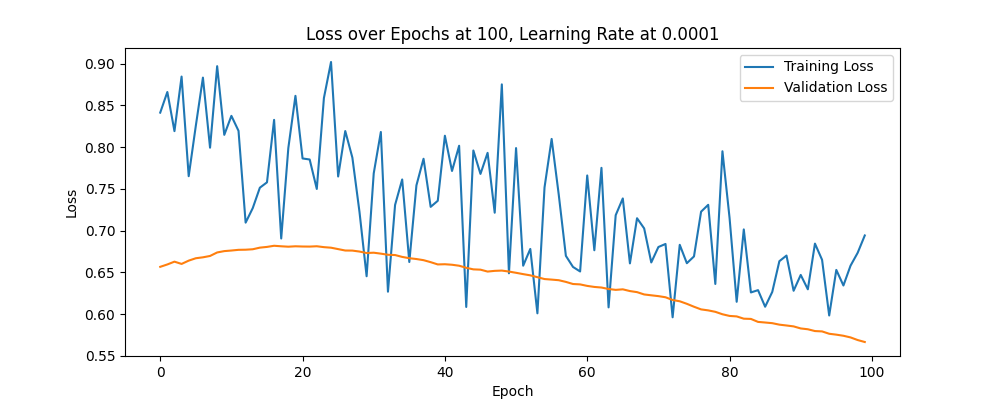 Loss over Epochs at 100, Learning Rate at 0.0001
Training Loss
Validation Loss
0.90
0.85
0.80
0.75
0.70
0.65
0.60
0.55
Loss
0 20 40 60 80 100
Epoch